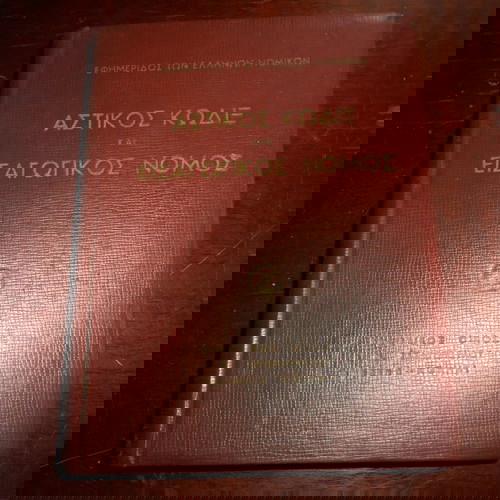 ΕΦΗΜΕΡΙΔΟΣ ΤΩΝ ΕΛΛΗΝΩΝ ΝΟΜΙΚΩΝ
ΑΣΤΙΚΟΣ ΚΩΔΙΞ
ΚΑΙ
ΕΙΣΑΓΩΓΙΚΟΣ ΝΟΜΟΣ